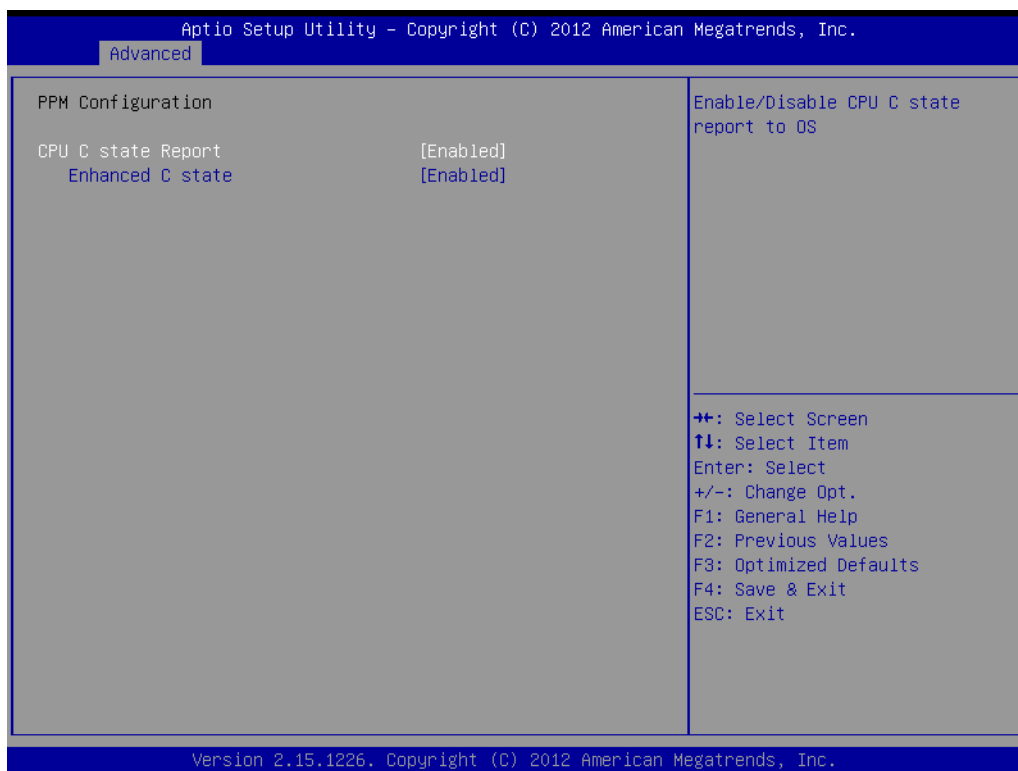 Aptio Setup Utility – Copyright (C) 2012 American Megatrends, Inc.
Advanced
PPM Configuration
CPU C state Report [Enabled]
Enhanced C state [Enabled]
Enable/Disable CPU C state
report to OS
→←: Select Screen
↑↓: Select Item
Enter: Select
+/-: Change Opt.
F1: General Help
F2: Previous Values
F3: Optimized Defaults
F4: Save & Exit
ESC: Exit
Version 2.15.1226. Copyright (C) 2012 American Megatrends, Inc.